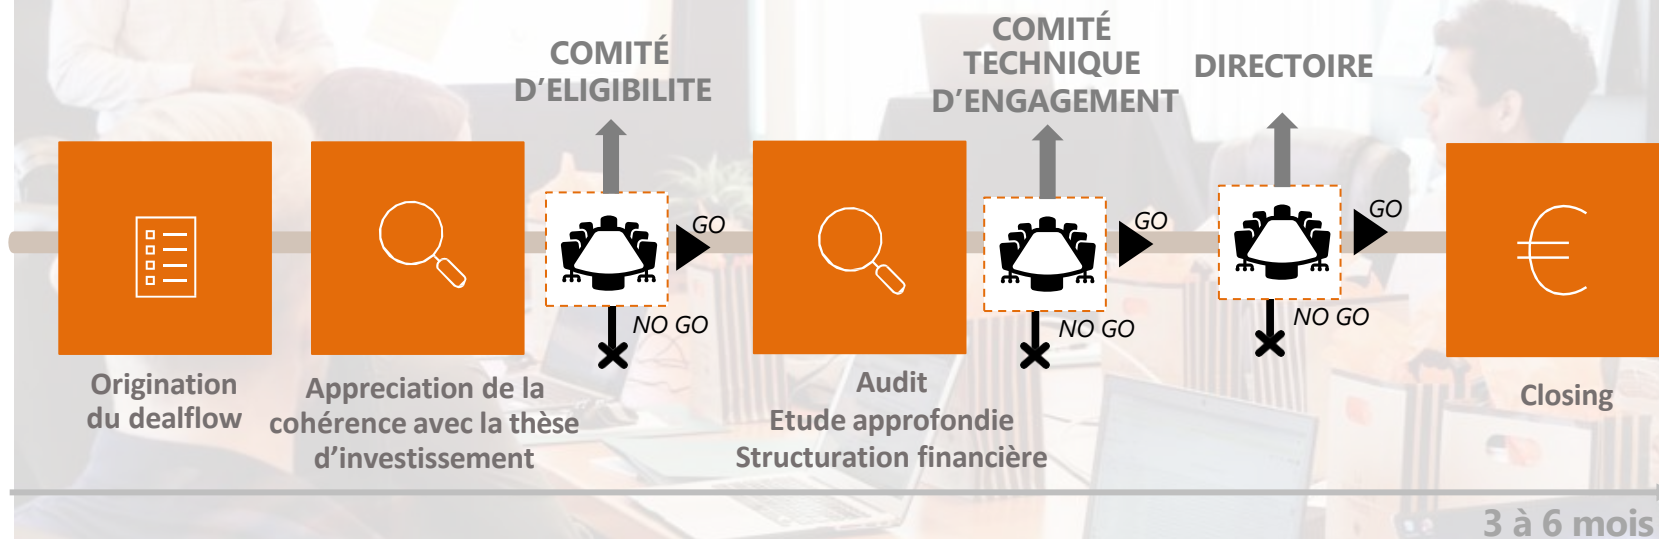 COMITÉ
D’ELIGIBILITE
COMITÉ
TECHNIQUE
D’ENGAGEMENT
DIRECTOIRE
GO
NO GO
GO
NO GO
GO
NO GO
Origination
du dealflow
Appreciation de la
cohérence avec la thèse
d’investissement
Audit
Etude approfondie
Structuration financière
Closing
3 à 6 mois